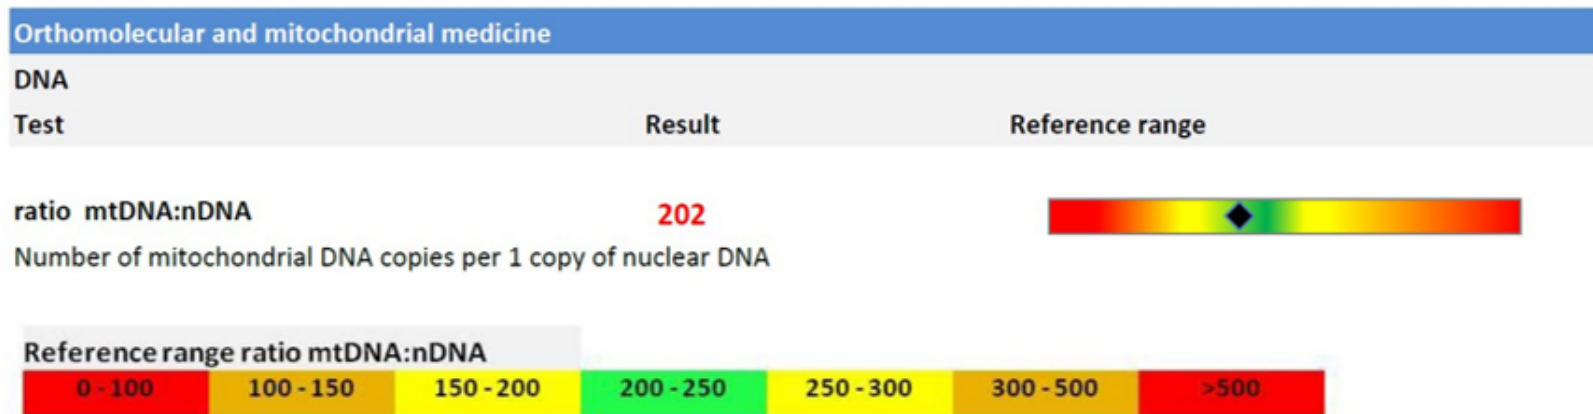 Orthomolecular and mitochondrial medicine
DNA
Test Result Reference range
ratio mtDNA:nDNA 202
Number of mitochondrial DNA copies per 1 copy of nuclear DNA
Reference range ratio mtDNA:nDNA
0 - 100 100 - 150 150 - 200 200 - 250 250 - 300 300 - 500 >500